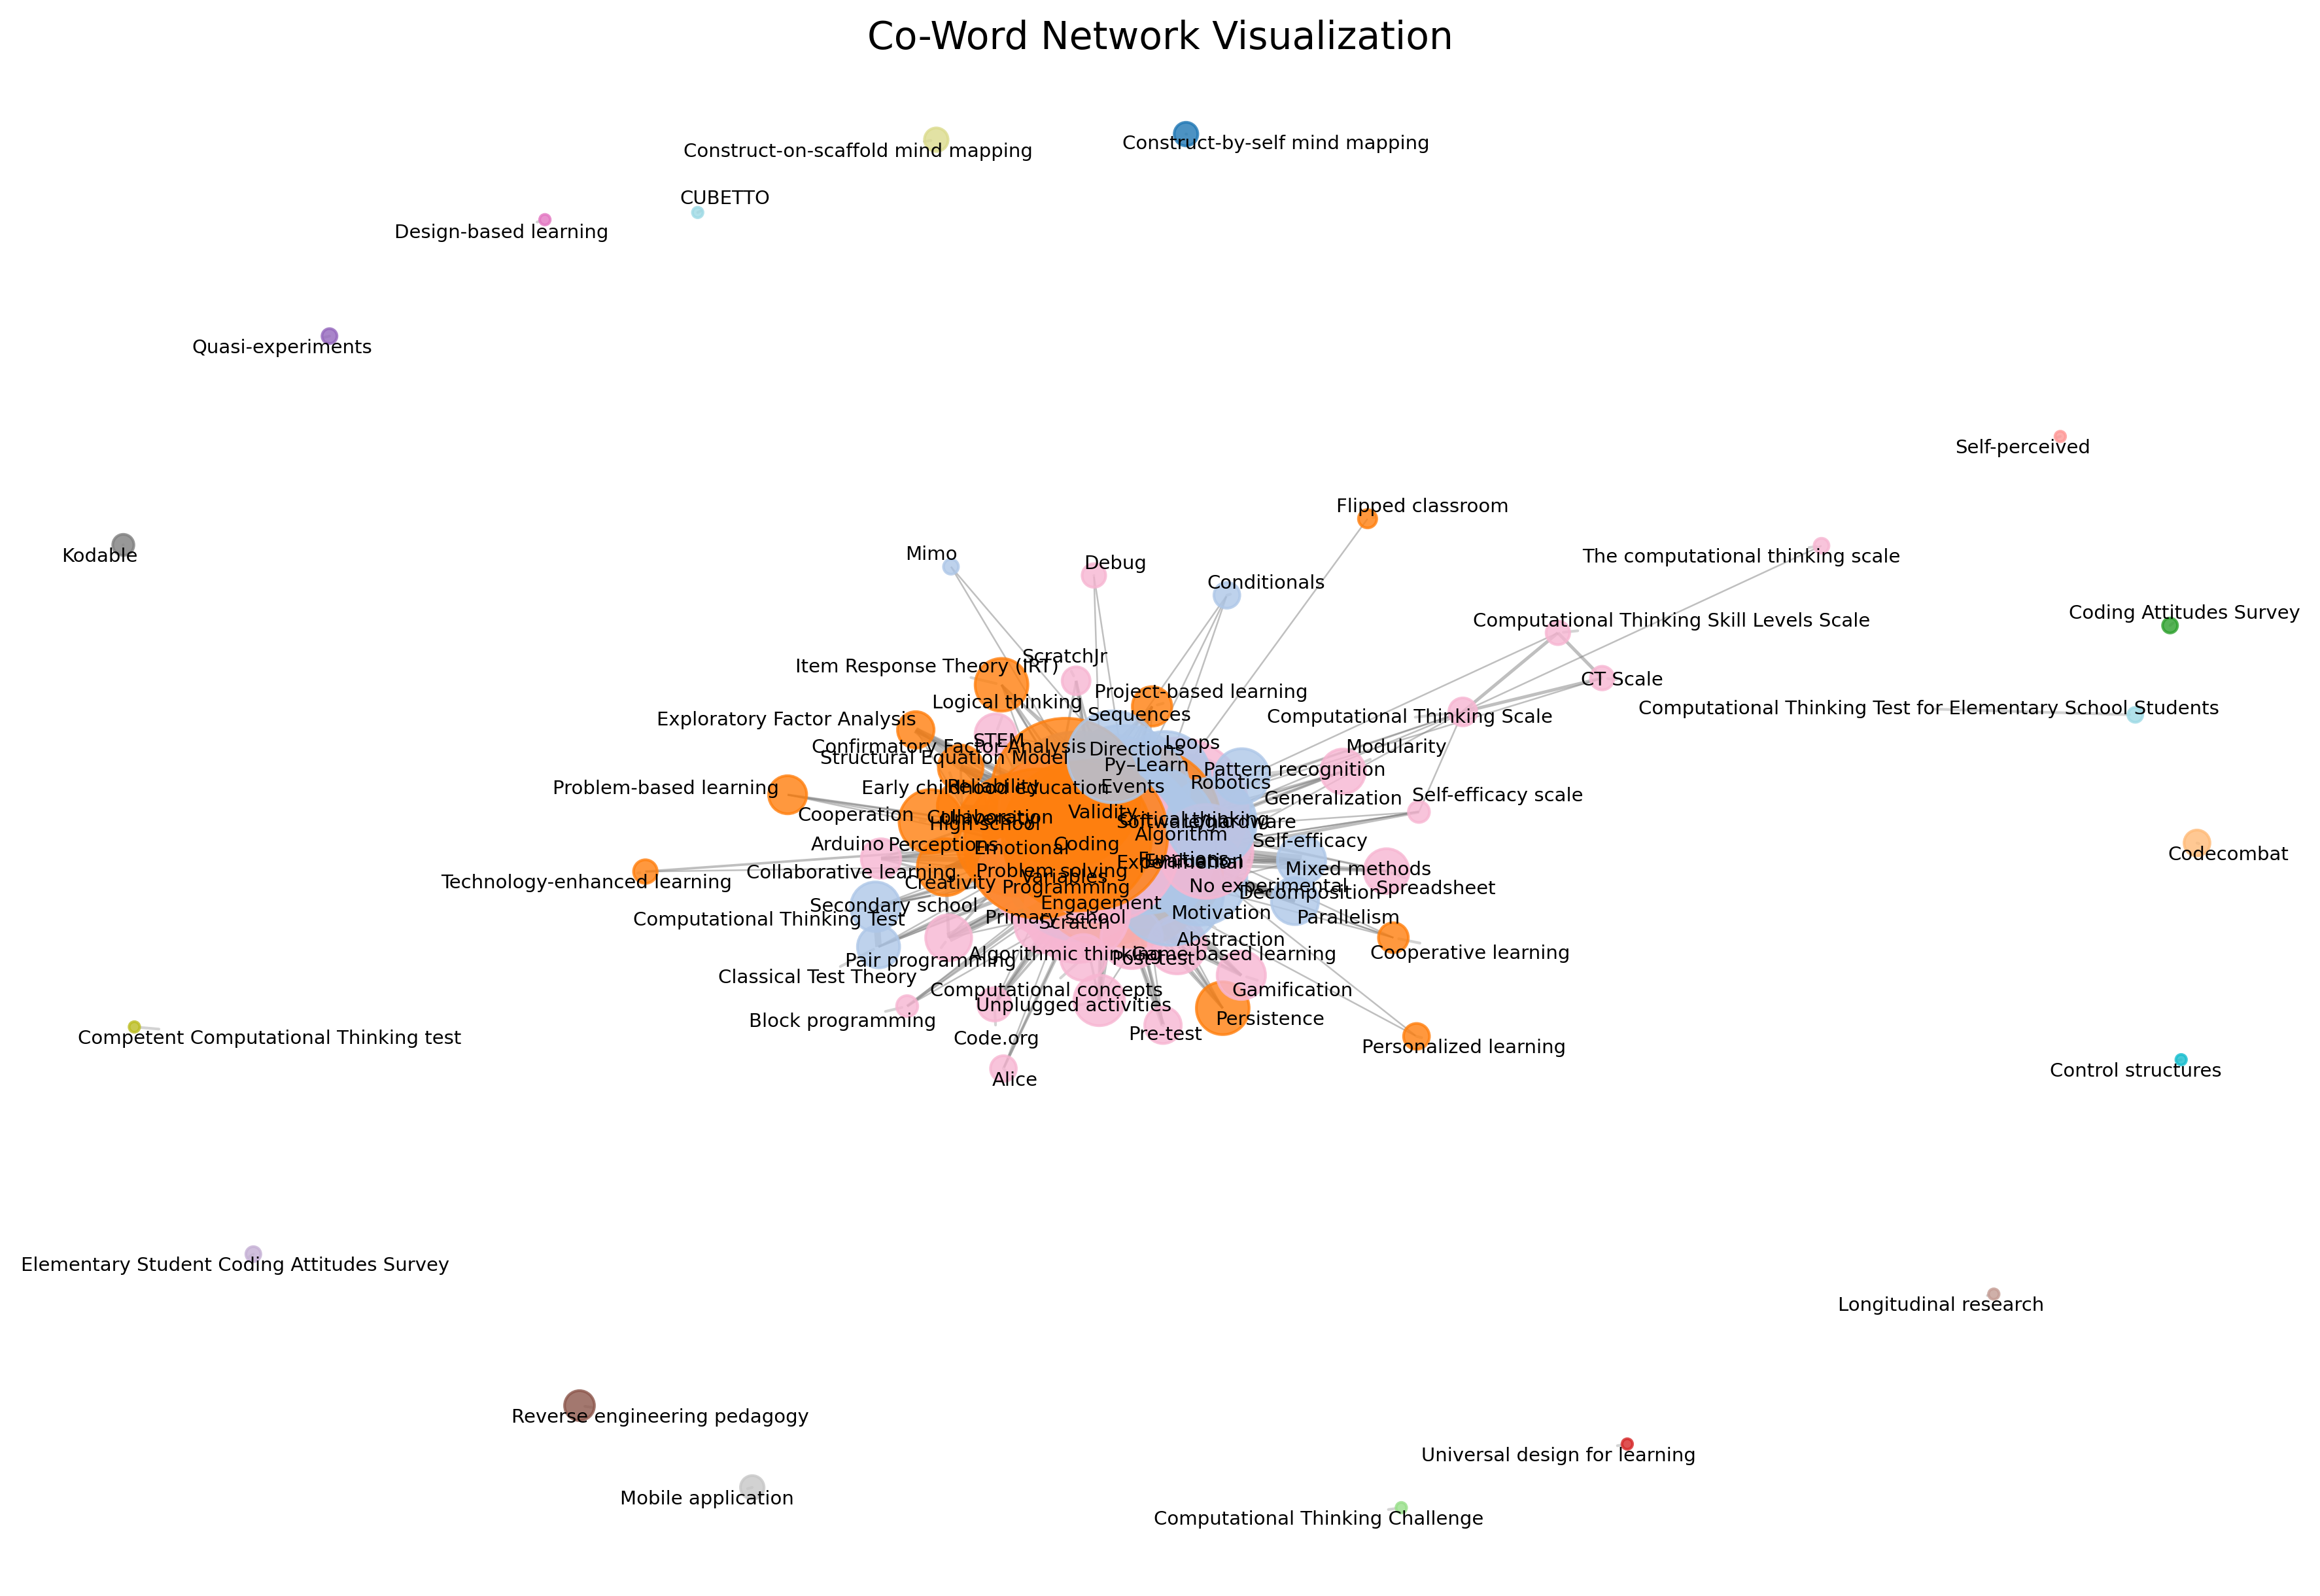 Co-Word Network Visualization
Construct-by-self mind mapping
Construct-on-scaffold mind mapping
CUBETTO
Design-based learning
Quasi-experiments
Self-perceived
Flipped classroom
Kodable
Mimo
Debug
Conditionals
The computational thinking scale
Coding Attitudes Survey
Computational Thinking Skill Levels Scale
ScratchJr
Item Response Theory (IRT)
CT Scale
Project-based learning
Logical thinking
Computational Thinking Test for Elementary School Students
Sequences
Exploratory Factor Analysis
Computational Thinking Scale
STEM
Loops
Confirmatory Factor Analysis
Directions
Modularity
Structural Equation Model
Py–Learn
Pattern recognition
Robotics
Problem-based learning
Early childhood education
Reliability
Events
Generalization
Self-efficacy scale
Cooperation
Collaboration
University
Validity
High school
Critical thinking
Software/hardware
Algorithm
Arduino
Perceptions
Emotional
Coding
Self-efficacy
Codecombat
Functions
Experimental
Collaborative learning
Problem solving
Mixed methods
Technology-enhanced learning
Creativity
Variables
Programming
No experimental
Spreadsheet
Decomposition
Secondary school
Engagement
Computational Thinking Test
Primary school
Scratch
Motivation
Parallelism
Abstraction
Pair programming
Algorithmic thinking
Game-based learning
Post-test
Cooperative learning
Classical Test Theory
Computational concepts
Gamification
Unplugged activities
Block programming
Persistence
Code.org
Pre-test
Personalized learning
Competent Computational Thinking test
Control structures
Alice
Elementary Student Coding Attitudes Survey
Longitudinal research
Reverse engineering pedagogy
Universal design for learning
Mobile application
Computational Thinking Challenge